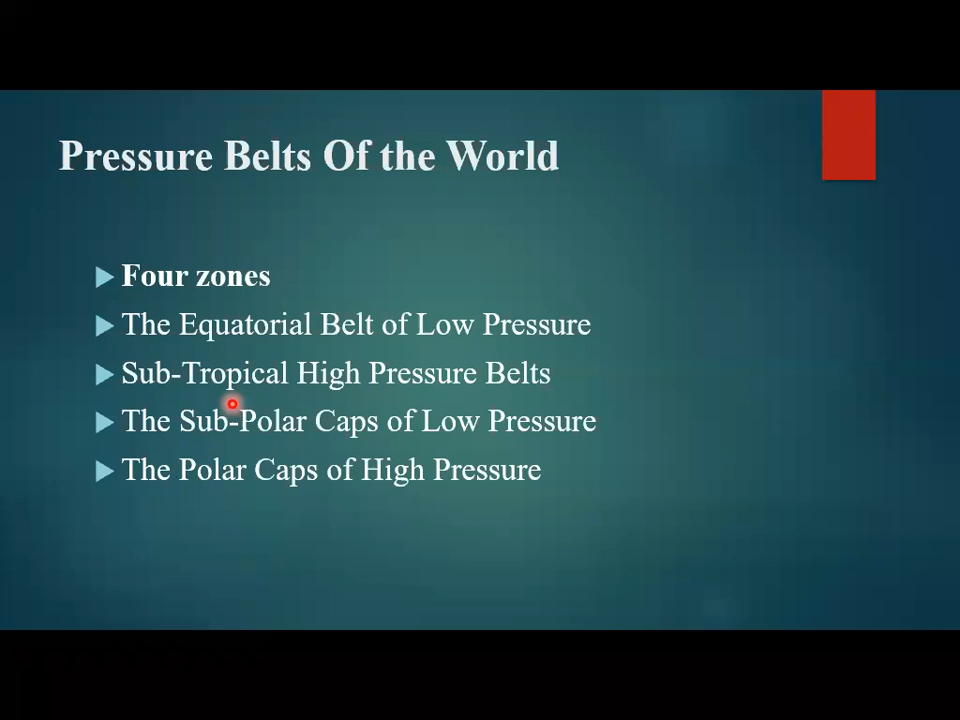 Pressure Belts Of the World
Four zones
The Equatorial Belt of Low Pressure
Sub-Tropical High Pressure Belts
The Sub-Polar Caps of Low Pressure
The Polar Caps of High Pressure